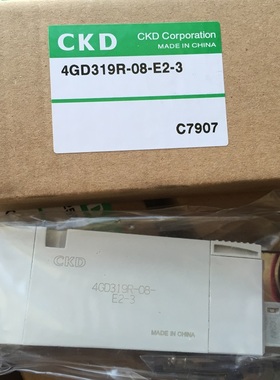 CKD
CKD Corporation
MADE IN CHINA
4GD319R-08-E2-3
C7907
CKD
4GD319R-08-
E2-3
MADE IN CHINA